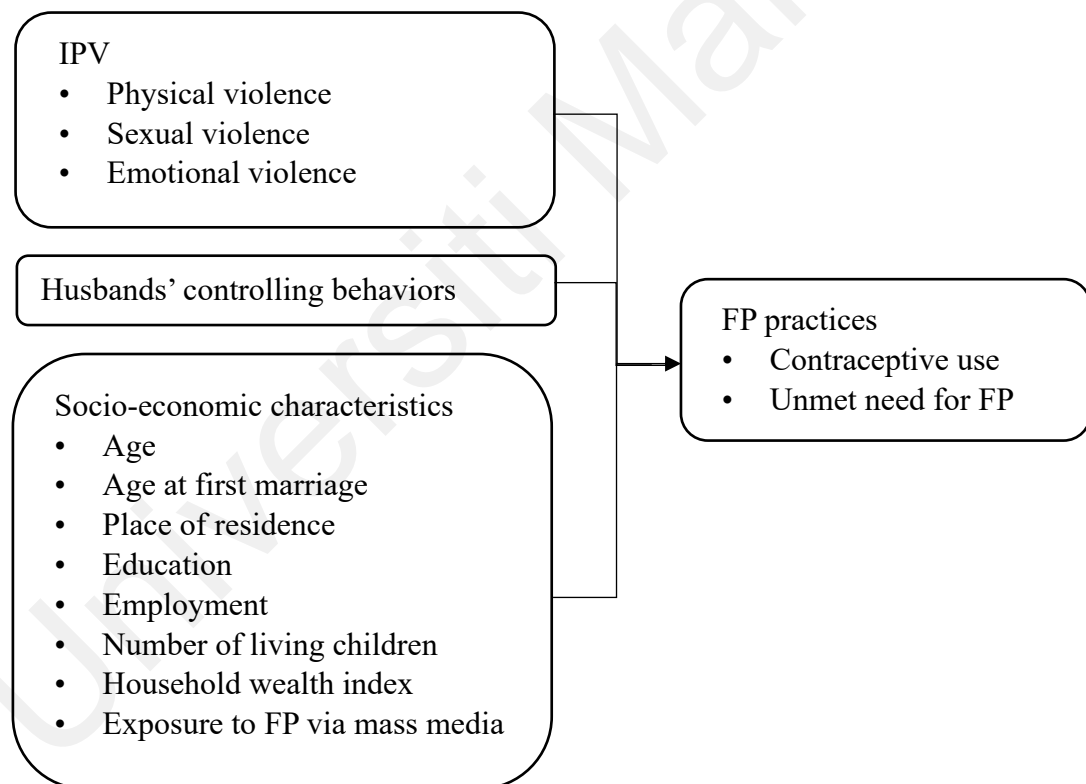 IPV
• Physical violence
• Sexual violence
• Emotional violence
Husbands’ controlling behaviors
Socio-economic characteristics
• Age
• Age at first marriage
• Place of residence
• Education
• Employment
• Number of living children
• Household wealth index
• Exposure to FP via mass media
FP practices
• Contraceptive use
• Unmet need for FP
Universiti